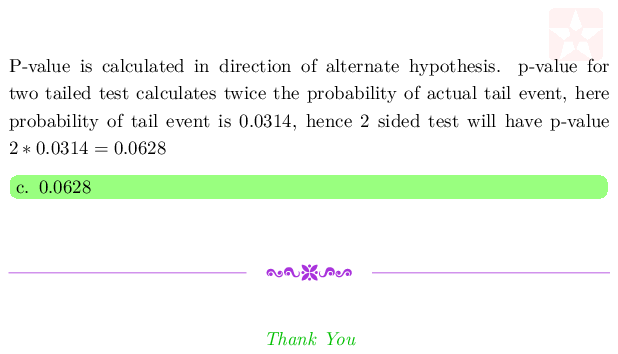 P-value is calculated in direction of alternate hypothesis. p-value for
two tailed test calculates twice the probability of actual tail event, here
probability of tail event is 0.0314, hence 2 sided test will have p-value
2 ∗ 0.0314 = 0.0628
c. 0.0628
Thank You